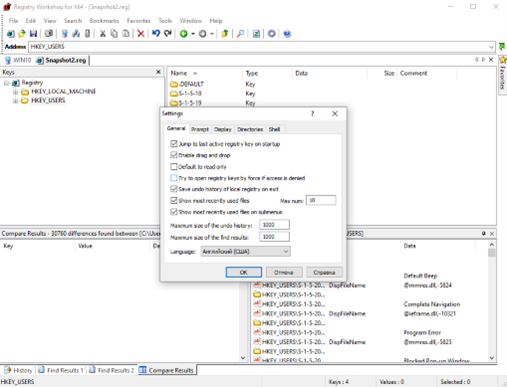 Registry Workshop for X64 - [Snapshot2.reg]
File Edit View Search Bookmarks Favorites Tools Window Help
Address HKEY_USERS
WIN10 Snapshot2.reg
Keys
Registry
HKEY_LOCAL_MACHINE
HKEY_USERS
Name Type Data Size Comment
.DEFAULT Key
S-1-5-18 Key
S-1-5-19 Key
Favorites
Settings
General Prompt Display Directories Shell
Jump to last active registry key on startup
Enable drag and drop
Default to read only
Try to open registry keys by force if access is denied
Save undo history of local registry on exit
Show most recently used files Max num: 10
Show most recently used files on submenus
Maximum size of the undo history: 1000
Maximum size of the find results: 1000
Language: Английский (США)
OK Отмена Справка
Compare Results - 30760 differences found between [C:\User
USERS]
Key Value Da
Data
Default Beep
HKEY_USERS\S-1-5-20... DispFileName @mmres.dll,-5824
HKEY_USERS\S-1-5-20... Complete Navigation
HKEY_USERS\S-1-5-20... DispFileName @ieframe.dll,-10321
HKEY_USERS\S-1-5-20... Program Error
HKEY_USERS\S-1-5-20... DispFileName @mmres.dll,-5825
HKEY_USERS\S-1-5-20... Blocked Pop-up Window
History Find Results 1 Find Results 2 Compare Results
HKEY_USERS Keys : 4 Values : 0 Selected : 0